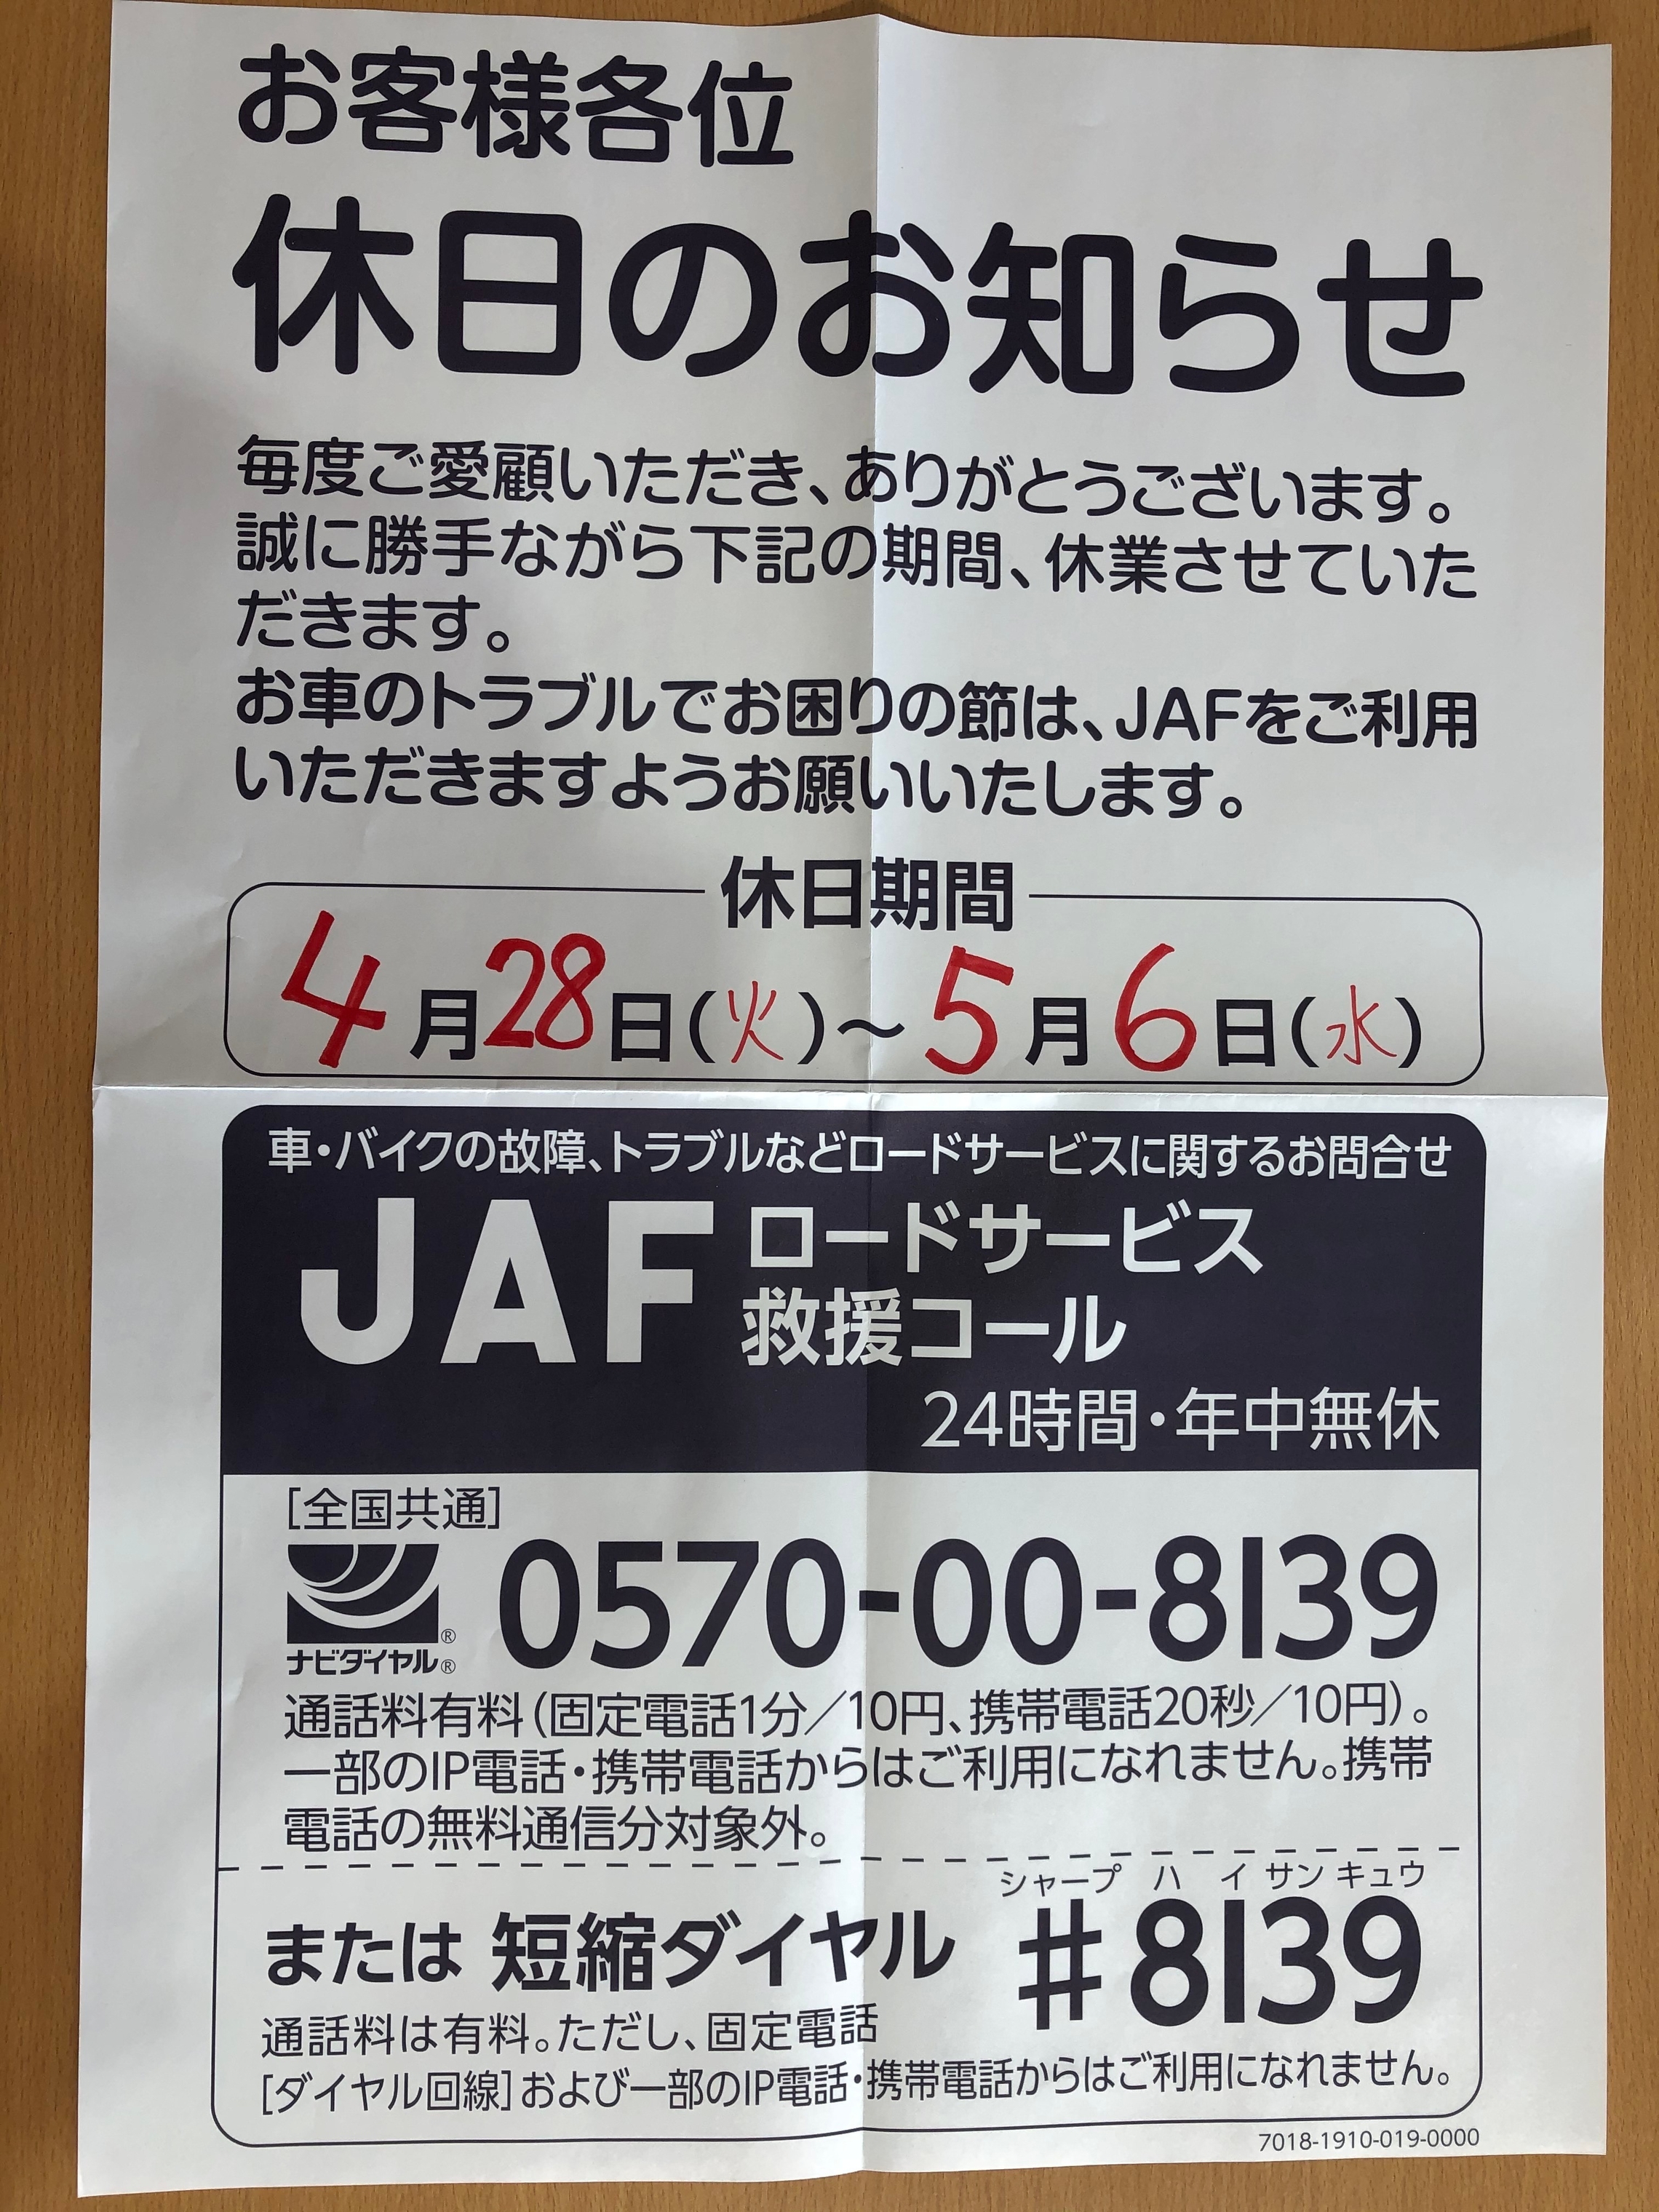 お客様各位
休日のお知らせ
毎度ご愛顧いただき、ありがとうございます。
誠に勝手ながら下記の期間、休業させていた
だきます。
お車のトラブルでお困りの節は、JAFをご利用
いただきますようお願いいたします。
休日期間
4月28日(火)～5月6日(水)
車・バイクの故障、トラブルなどロードサービスに関するお問合せ
JAF ロードサービス
救援コール
24時間・年中無休
[全国共通]
0570-00-8139
ナビダイヤル®
通話料有料(固定電話1分／10円、携帯電話20秒／10円)。
一部のIP電話・携帯電話からはご利用になれません。携帯
電話の無料通信分対象外。
シャープ ハ イ サン キュウ
または 短縮ダイヤル #8139
通話料は有料。ただし、固定電話
[ダイヤル回線]および一部のIP電話・携帯電話からはご利用になれません。
7018-1910-019-0000